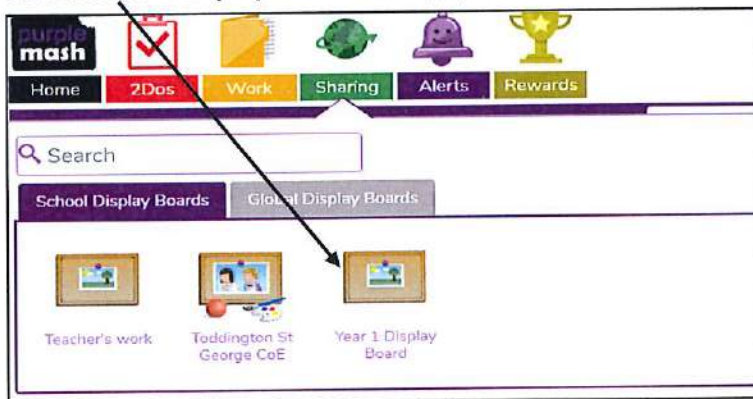 purple
mash
Home 2Dos Work Sharing Alerts Rewards
Search
School Display Boards Global Display Boards
Teacher's work Toddington St George CoE Year 1 Display Board